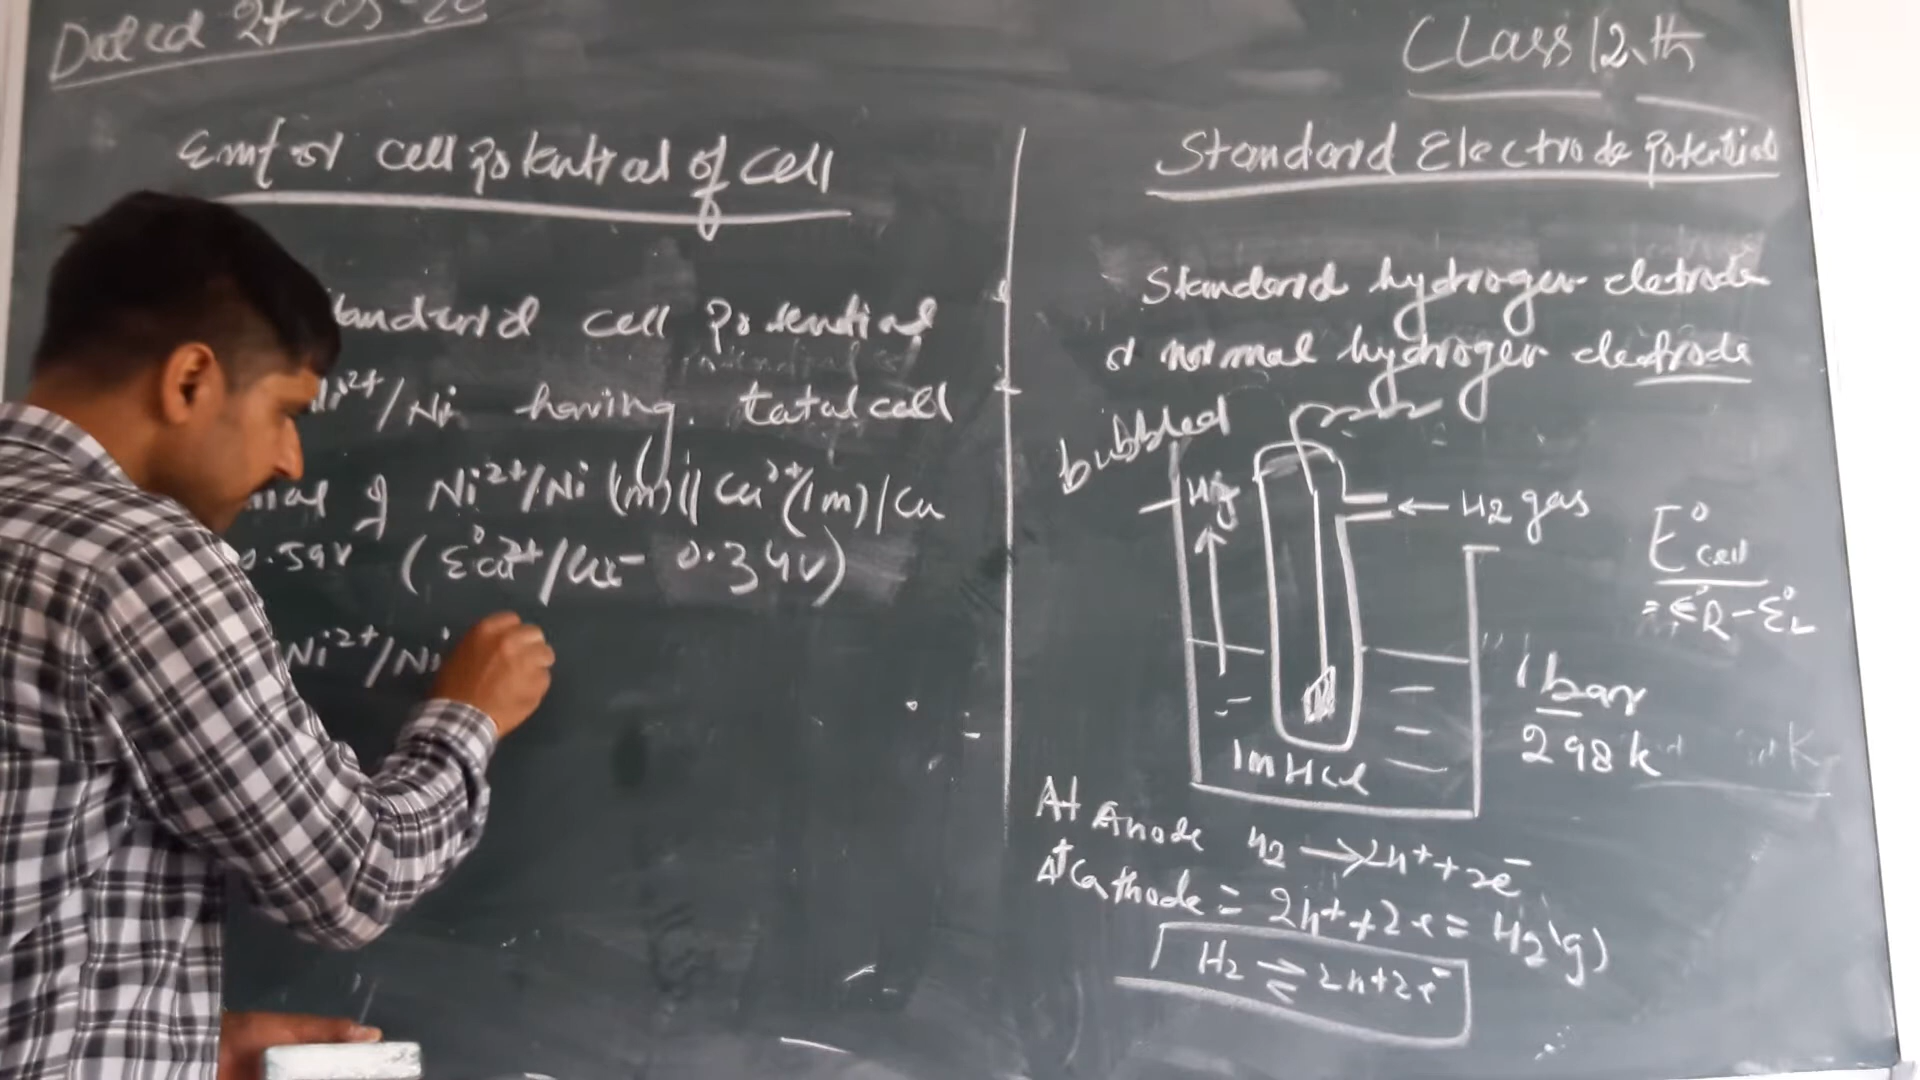 Dated 27-05-20
Class 12th
Emf or cell potential of cell
tandard cell potential
Ni²⁺/Ni having total cell
of Ni²⁺/Ni (1m) || Cu²⁺(1m)/Cu
0.59v (E°Cu²⁺/Cu- 0.34v)
Ni²⁺/Ni
Standard Electrode Potential
Standard hydrogen eletrode
or normal hydrogen electrode
bubbled
← H2 gas
E°cell
= E°R - E°L
1 bar
298 k
1m HCl
At Anode H2 → 2H⁺+2e⁻
At Cathode = 2H⁺+2e = H2(g)
H2 ⇌ 2H+2e⁻